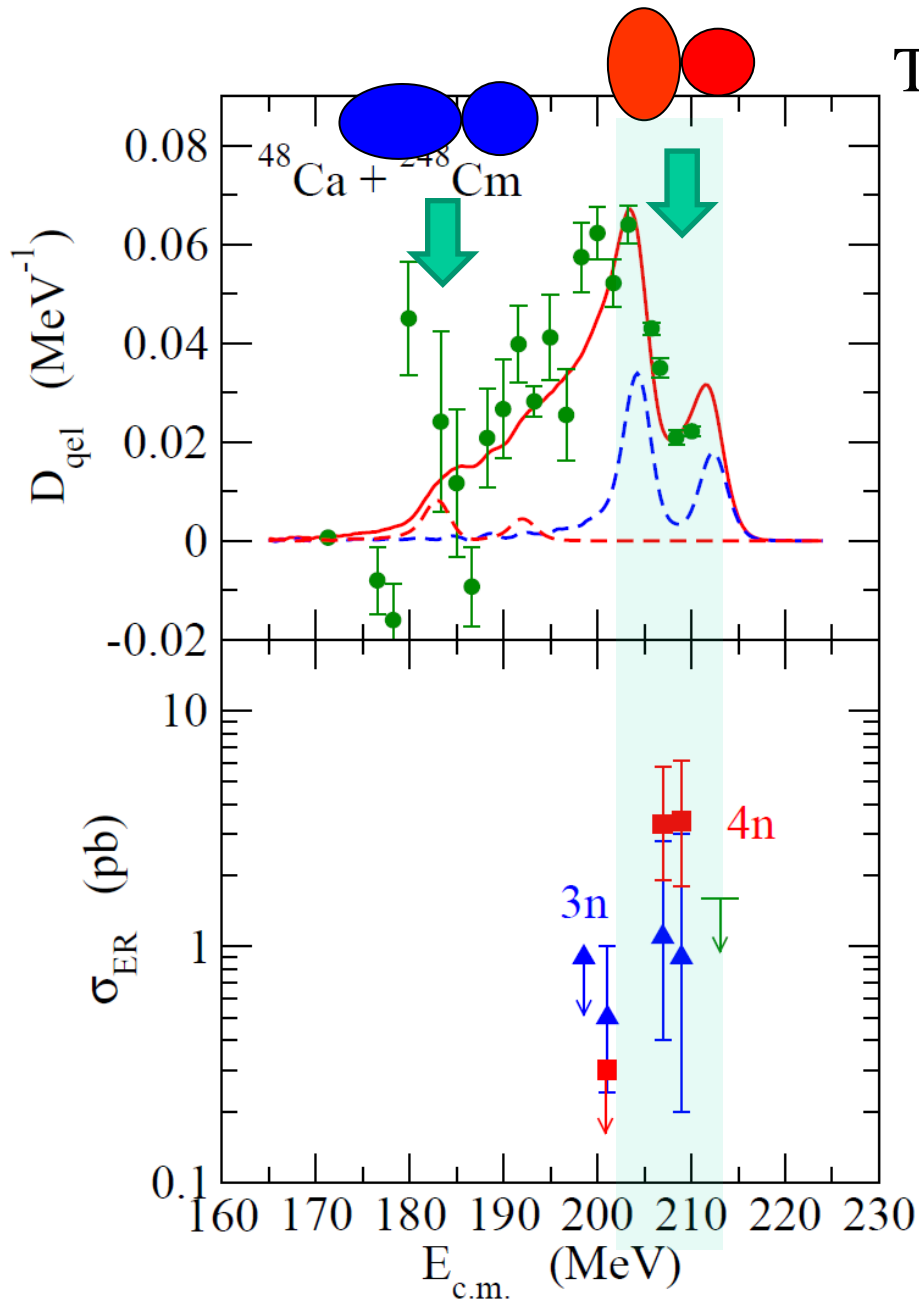 T
⁴⁸Ca + ²⁴⁸Cm
0.08
0.06
0.04
0.02
0
-0.02
D_qel (MeV⁻¹)
10
1
0.1
σ_ER (pb)
3n
4n
160 170 180 190 200 210 220 230
E_c.m. (MeV)